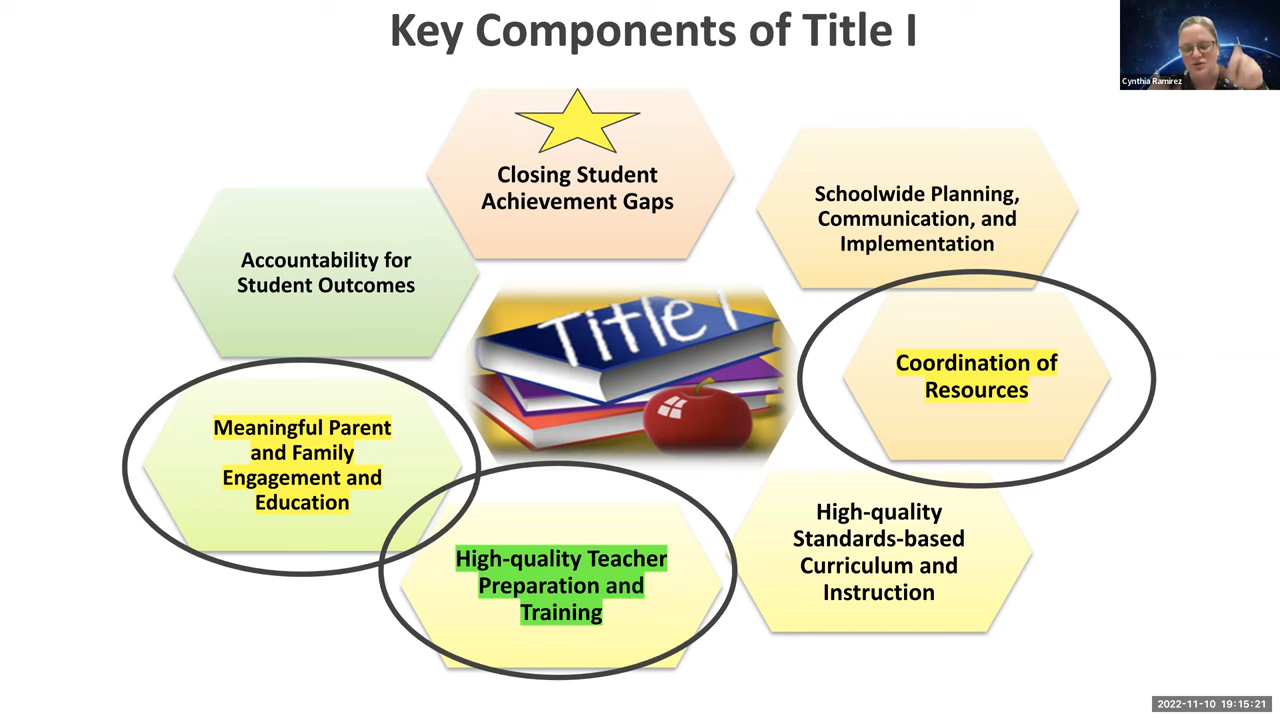 Key Components of Title I
Cynthia Ramirez
Closing Student
Achievement Gaps
Schoolwide Planning,
Communication, and
Implementation
Accountability for
Student Outcomes
Title I
Coordination of
Resources
Meaningful Parent
and Family
Engagement and
Education
High-quality
Standards-based
Curriculum and
Instruction
High-quality Teacher
Preparation and
Training
2022-11-10 19:15:21